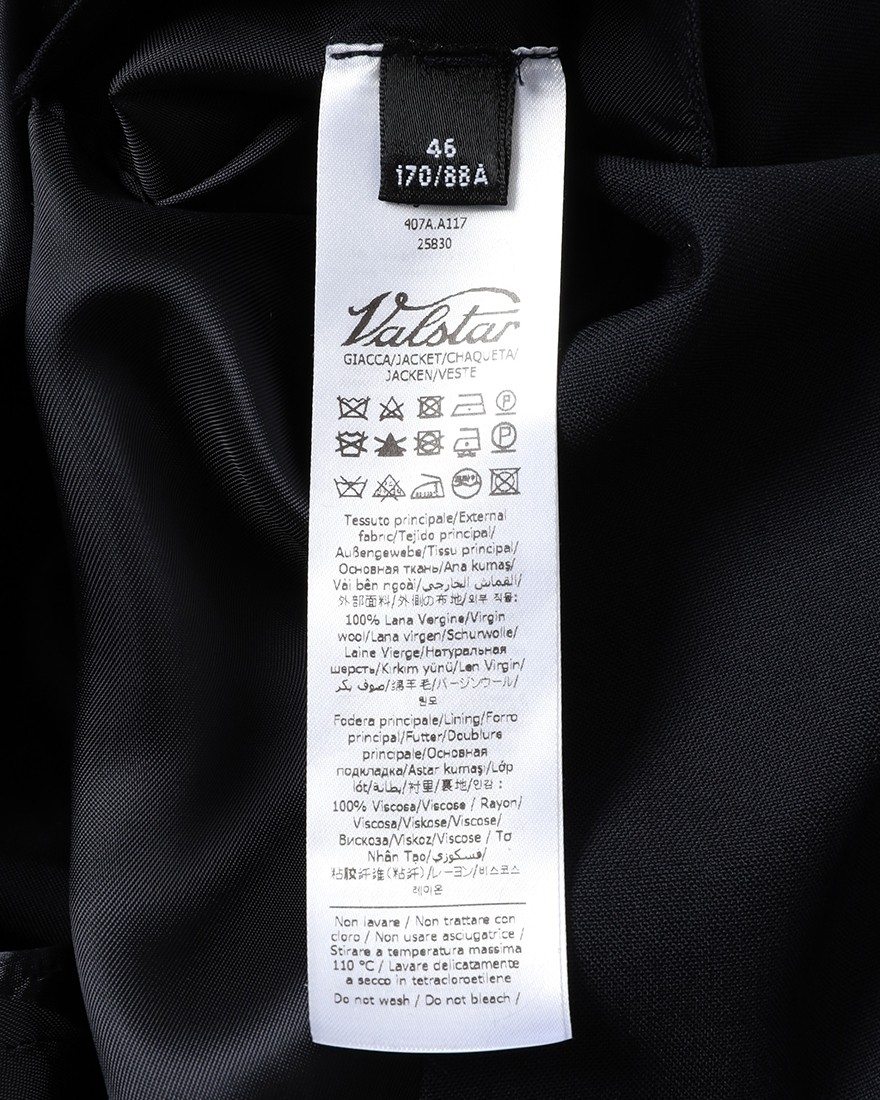 46
170/88A
407A.A117
25830
Valstar
GIACCA/JACKET/CHAQUETA/
JACKEN/VESTE
Tessuto principale/External
fabric/Tejido principal/
Außengewebe/Tissu principal/
Основная ткань/Ana kumaş/
Vải bên ngoài/القماش الخارجي/
外部面料/外側の布地/외부 직물:
100% Lana Vergine/Virgin
wool/Lana virgen/Schurwolle/
Laine Vierge/Натуральная
шерсть/Kırkım yünü/Len Virgin/
صوف بكر/绵羊毛/バージンウール/
원모
Fodera principale/Lining/Forro
principal/Futter/Doublure
principale/Основная
подкладка/Astar kumaşı/Lớp
lót/بطانة/衬里/裏地/안감 :
100% Viscosa/Viscose / Rayon/
Viscosa/Viskose/Viscose/
Вискоза/Viskoz/Viscose / Tơ
Nhân Tạo/فسكوزي/
粘胶纤维(粘纤)/レーヨン/비스코스
레이온
Non lavare / Non trattare con
cloro / Non usare asciugatrice /
Stirare a temperatura massima
110 °C / Lavare delicatamente
a secco in tetracloroetilene
Do not wash / Do not bleach /